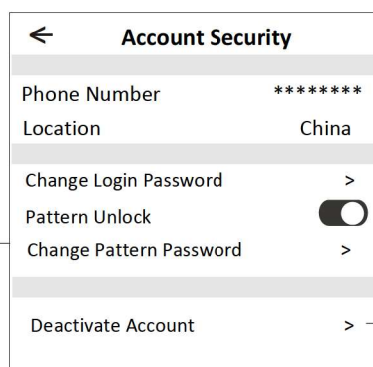 Account Security
Phone Number ********
Location China
Change Login Password >
Pattern Unlock
Change Pattern Password >
Deactivate Account >